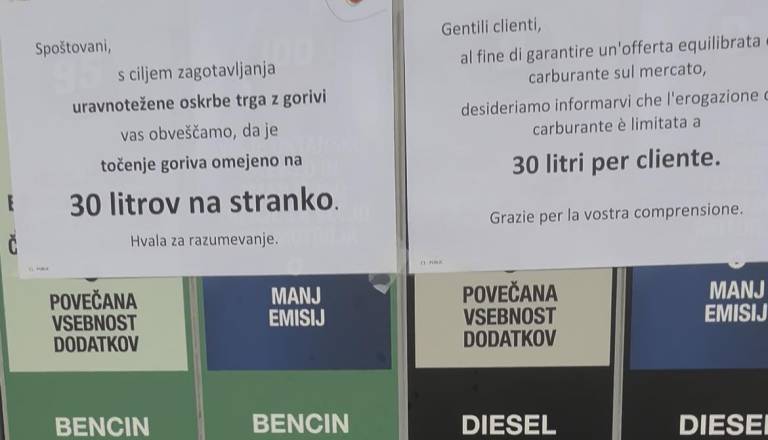 Spoštovani,
s ciljem zagotavljanja
uravnotežene oskrbe trga z gorivi
vas obveščamo, da je
točenje goriva omejeno na
30 litrov na stranko.
Hvala za razumevanje.
Gentili clienti,
al fine di garantire un'offerta equilibrata
carburante sul mercato,
desideriamo informarvi che l'erogazione
carburante è limitata a
30 litri per cliente.
Grazie per la vostra comprensione.
POVEČANA
VSEBNOST
DODATKOV
BENCIN
MANJ
EMISIJ
BENCIN
POVEČANA
VSEBNOST
DODATKOV
DIESEL
MANJ
EMISIJ
DIESEL